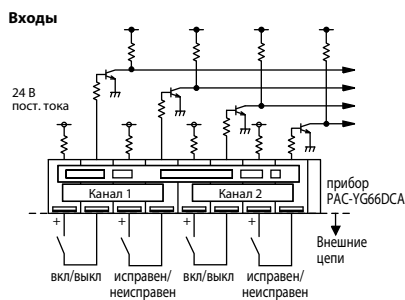 Входы
24 В
пост. тока
Канал 1
Канал 2
прибор
PAC-YG66DCA
+
+
+
+
Внешние
цепи
вкл/выкл
исправен/
неисправен
вкл/выкл
исправен/
неисправен